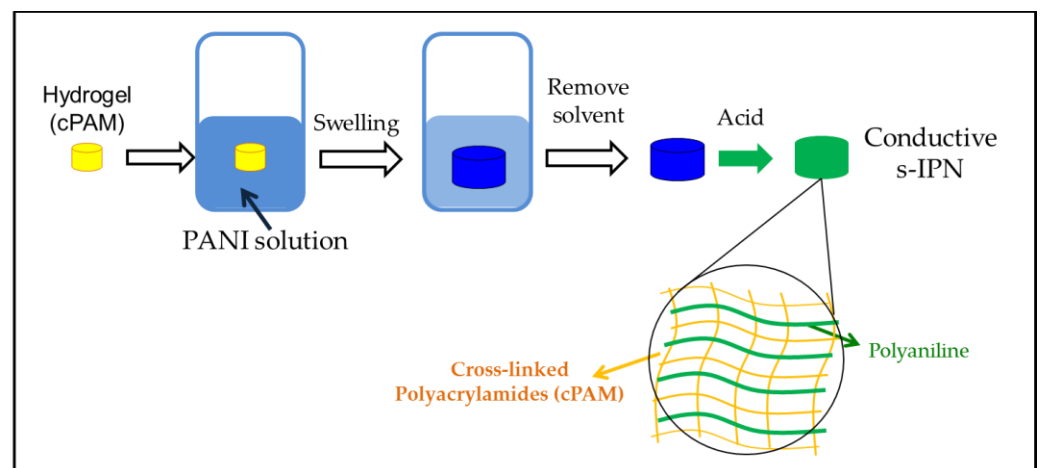 Hydrogel
(cPAM)
Swelling
Remove
solvent
Acid
Conductive
s-IPN
PANI solution
Polyaniline
Cross-linked
Polyacrylamides (cPAM)